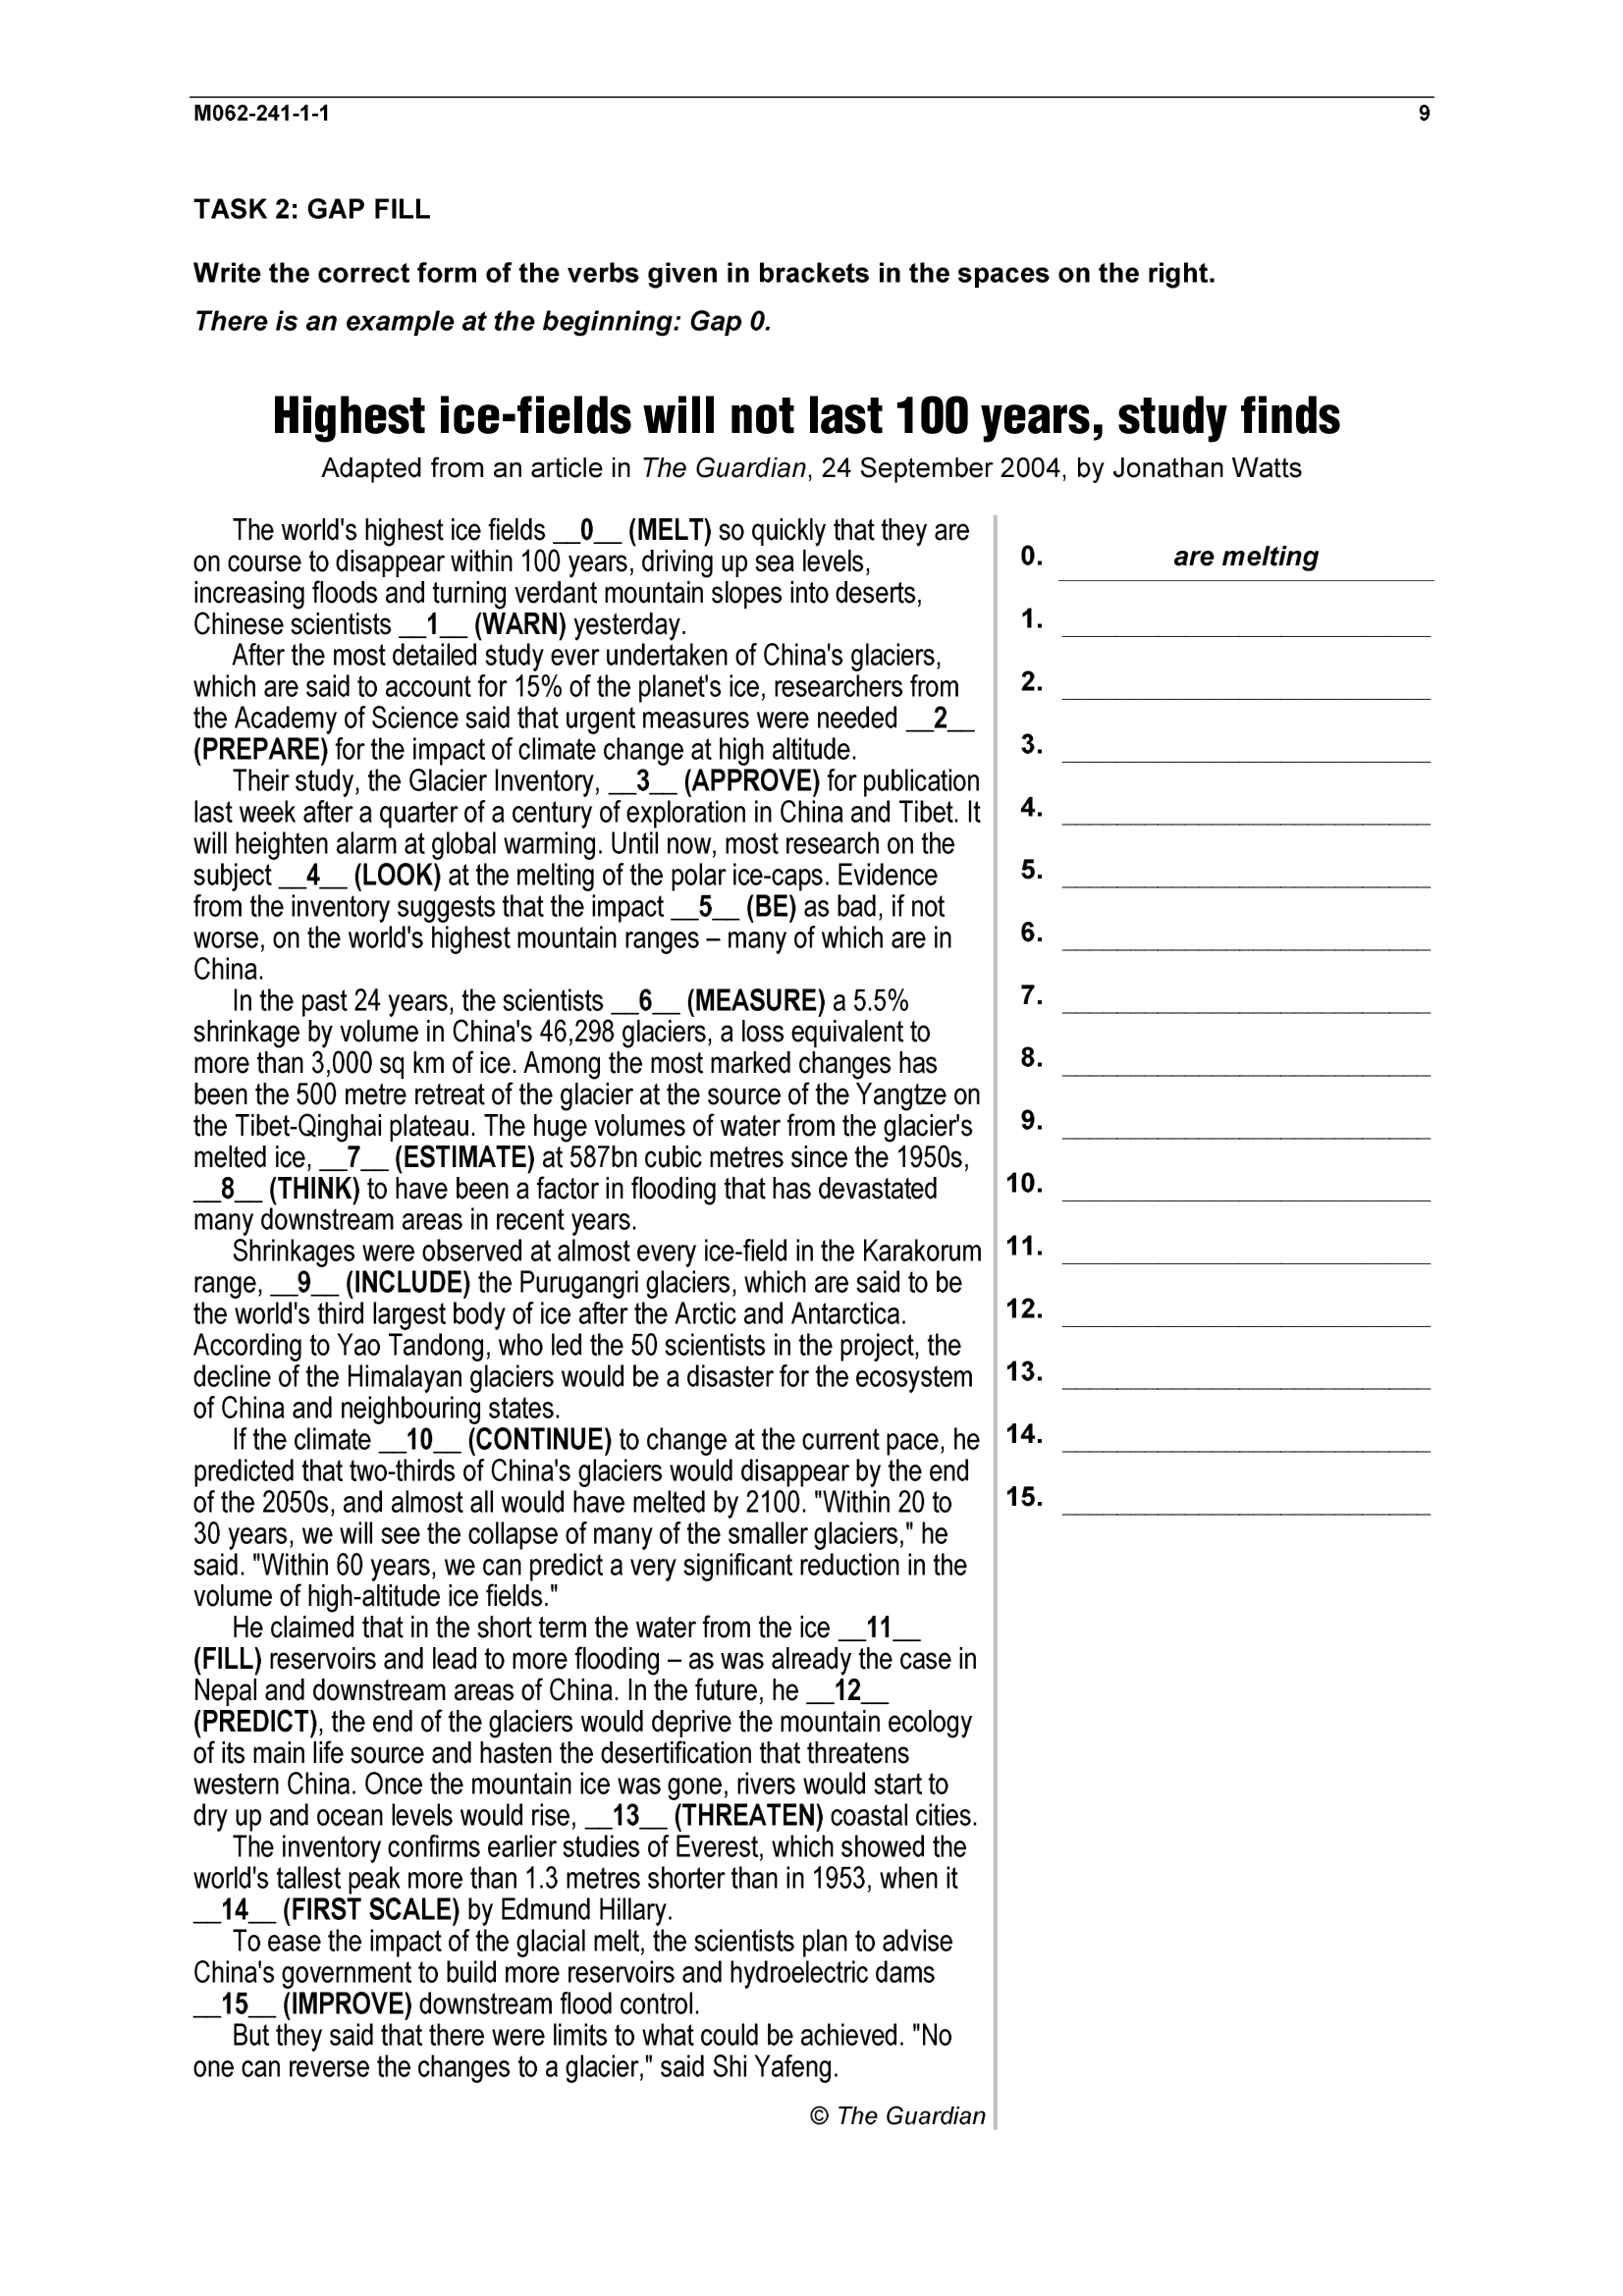 M062-241-1-1 9
TASK 2: GAP FILL
Write the correct form of the verbs given in brackets in the spaces on the right.
There is an example at the beginning: Gap 0.
Highest ice-fields will not last 100 years, study finds
Adapted from an article in The Guardian, 24 September 2004, by Jonathan Watts
The world's highest ice fields __0__ (MELT) so quickly that they are
on course to disappear within 100 years, driving up sea levels,
increasing floods and turning verdant mountain slopes into deserts,
Chinese scientists __1__ (WARN) yesterday.
After the most detailed study ever undertaken of China's glaciers,
which are said to account for 15% of the planet's ice, researchers from
the Academy of Science said that urgent measures were needed __2__
(PREPARE) for the impact of climate change at high altitude.
Their study, the Glacier Inventory, __3__ (APPROVE) for publication
last week after a quarter of a century of exploration in China and Tibet. It
will heighten alarm at global warming. Until now, most research on the
subject __4__ (LOOK) at the melting of the polar ice-caps. Evidence
from the inventory suggests that the impact __5__ (BE) as bad, if not
worse, on the world's highest mountain ranges – many of which are in
China.
In the past 24 years, the scientists __6__ (MEASURE) a 5.5%
shrinkage by volume in China's 46,298 glaciers, a loss equivalent to
more than 3,000 sq km of ice. Among the most marked changes has
been the 500 metre retreat of the glacier at the source of the Yangtze on
the Tibet-Qinghai plateau. The huge volumes of water from the glacier's
melted ice, __7__ (ESTIMATE) at 587bn cubic metres since the 1950s,
__8__ (THINK) to have been a factor in flooding that has devastated
many downstream areas in recent years.
Shrinkages were observed at almost every ice-field in the Karakorum
range, __9__ (INCLUDE) the Purugangri glaciers, which are said to be
the world's third largest body of ice after the Arctic and Antarctica.
According to Yao Tandong, who led the 50 scientists in the project, the
decline of the Himalayan glaciers would be a disaster for the ecosystem
of China and neighbouring states.
If the climate __10__ (CONTINUE) to change at the current pace, he
predicted that two-thirds of China's glaciers would disappear by the end
of the 2050s, and almost all would have melted by 2100. "Within 20 to
30 years, we will see the collapse of many of the smaller glaciers," he
said. "Within 60 years, we can predict a very significant reduction in the
volume of high-altitude ice fields."
He claimed that in the short term the water from the ice __11__
(FILL) reservoirs and lead to more flooding – as was already the case in
Nepal and downstream areas of China. In the future, he __12__
(PREDICT), the end of the glaciers would deprive the mountain ecology
of its main life source and hasten the desertification that threatens
western China. Once the mountain ice was gone, rivers would start to
dry up and ocean levels would rise, __13__ (THREATEN) coastal cities.
The inventory confirms earlier studies of Everest, which showed the
world's tallest peak more than 1.3 metres shorter than in 1953, when it
__14__ (FIRST SCALE) by Edmund Hillary.
To ease the impact of the glacial melt, the scientists plan to advise
China's government to build more reservoirs and hydroelectric dams
__15__ (IMPROVE) downstream flood control.
But they said that there were limits to what could be achieved. "No
one can reverse the changes to a glacier," said Shi Yafeng.
© The Guardian
0. are melting
1.
2.
3.
4.
5.
6.
7.
8.
9.
10.
11.
12.
13.
14.
15.